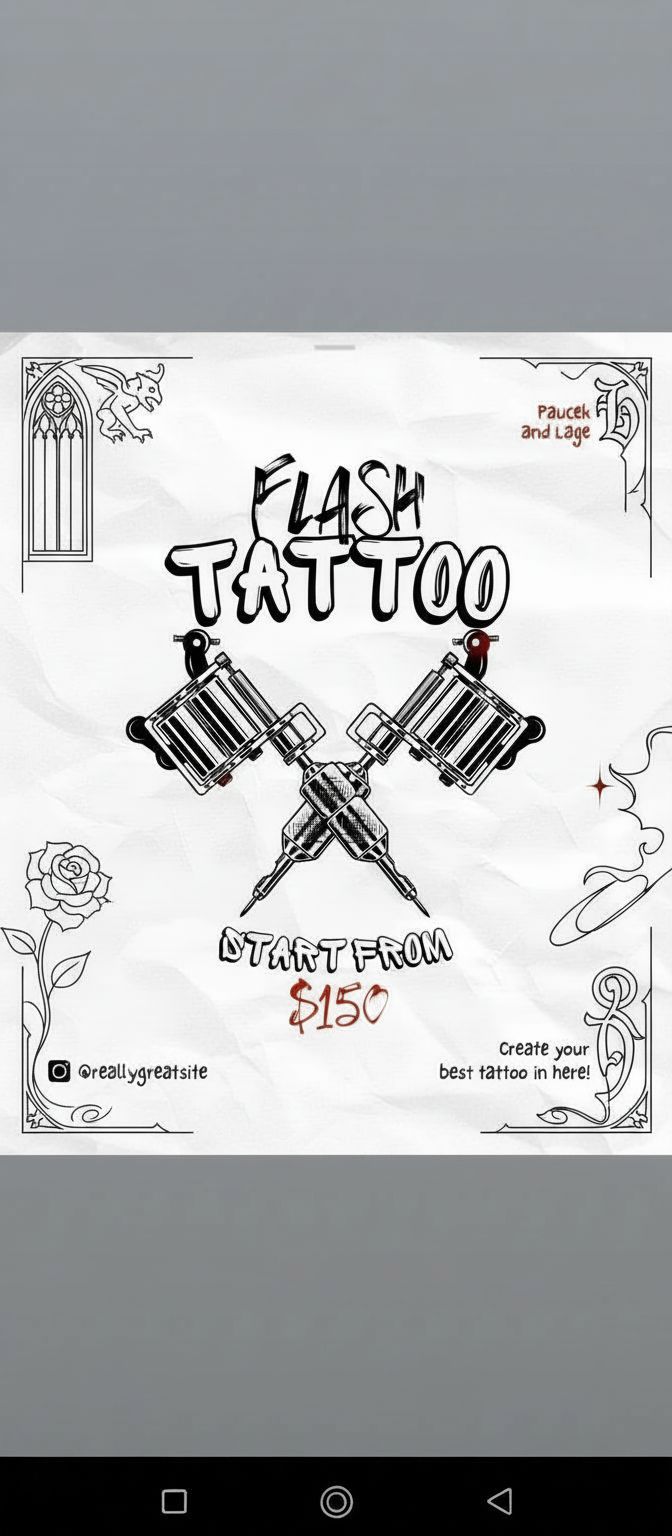 Paucek
and Lage
FLASH
TATTOO
START FROM
$150
@reallygreatsite
Create your
best tattoo in here!